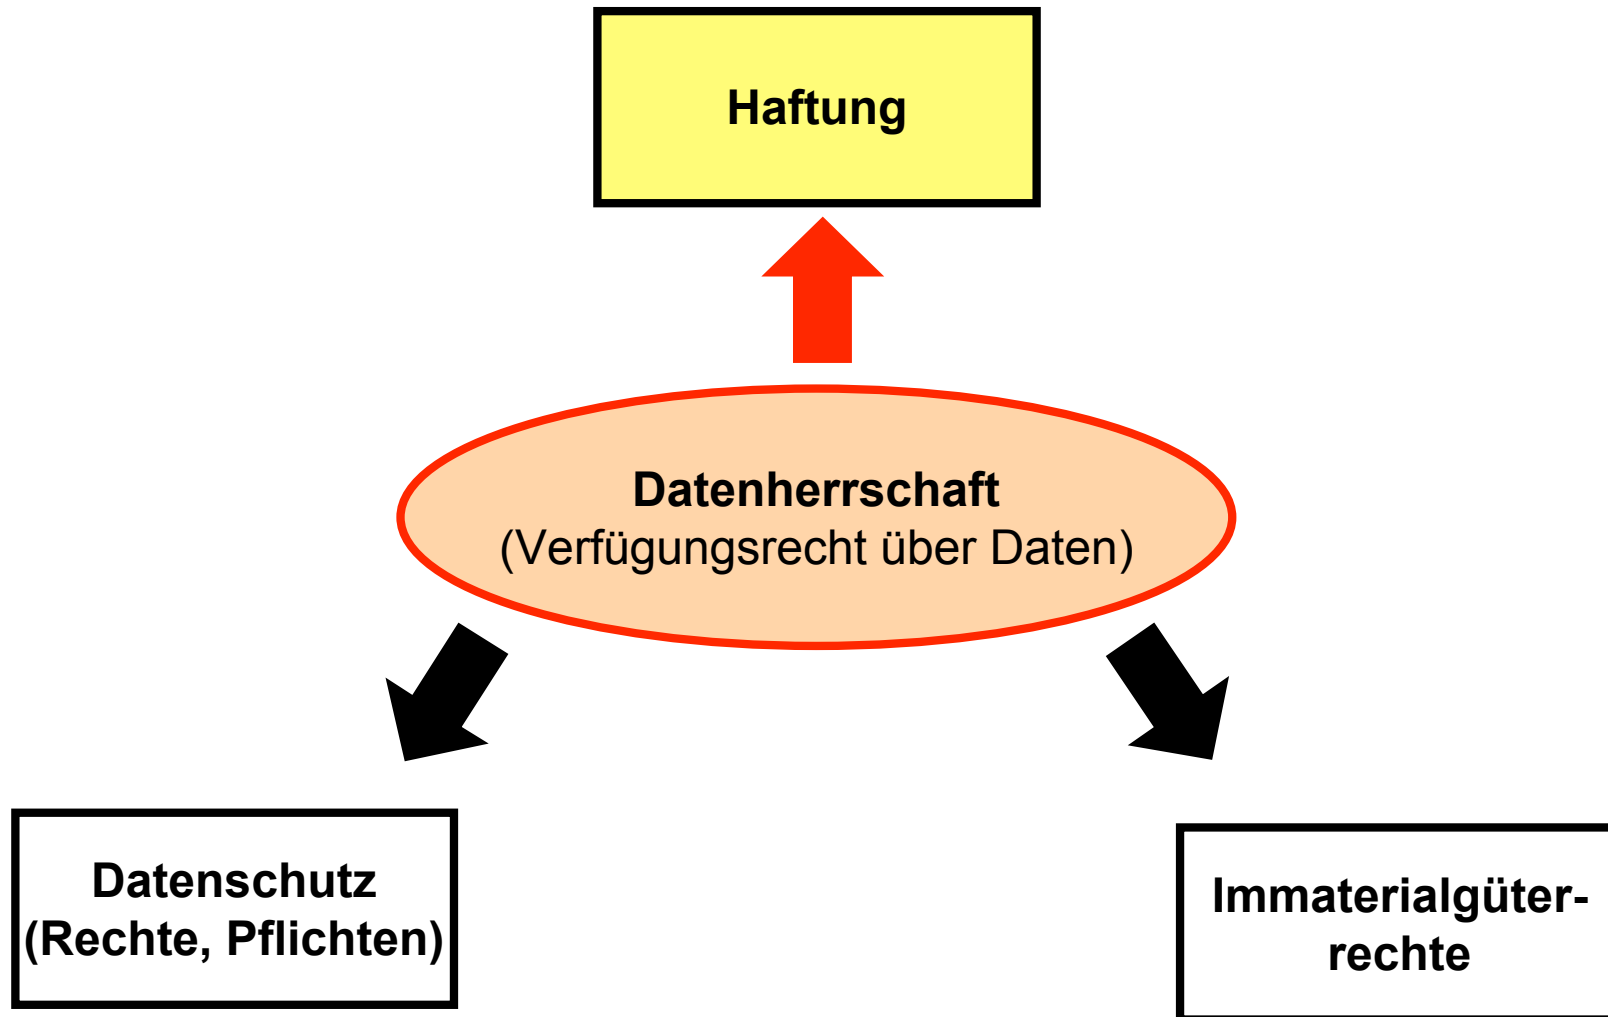 Haftung
Datenherrschaft
(Verfügungsrecht über Daten)
Datenschutz
(Rechte, Pflichten)
Immaterialgüter-
rechte